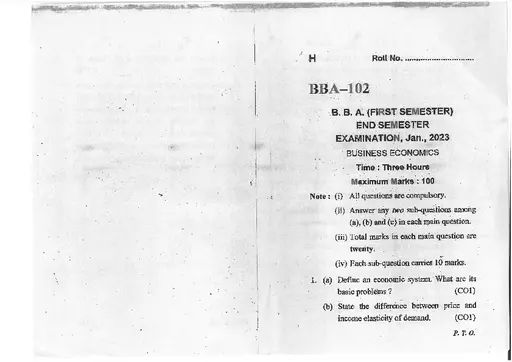 H Roll No. ..............................
BBA–102
B. B. A. (FIRST SEMESTER)
END SEMESTER
EXAMINATION, Jan., 2023
BUSINESS ECONOMICS
Time : Three Hours
Maximum Marks : 100
Note : (i) All questions are compulsory.
(ii) Answer any two sub-questions among
(a), (b) and (c) in each main question.
(iii) Total marks in each main question are
twenty.
(iv) Each sub-question carries 10 marks.
1. (a) Define an economic system. What are its
basic problems ? (CO1)
(b) State the difference between price and
income elasticity of demand. (CO1)
P. T. O.